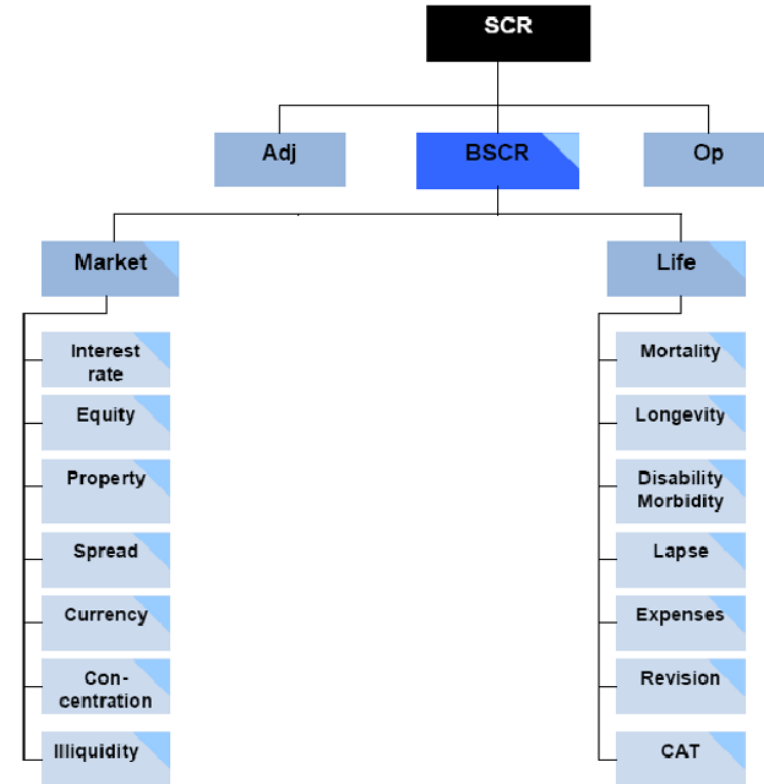 SCR
Adj
BSCR
Op
Market
Life
Interest
rate
Equity
Property
Spread
Currency
Con-
centration
Illiquidity
Mortality
Longevity
Disability
Morbidity
Lapse
Expenses
Revision
CAT